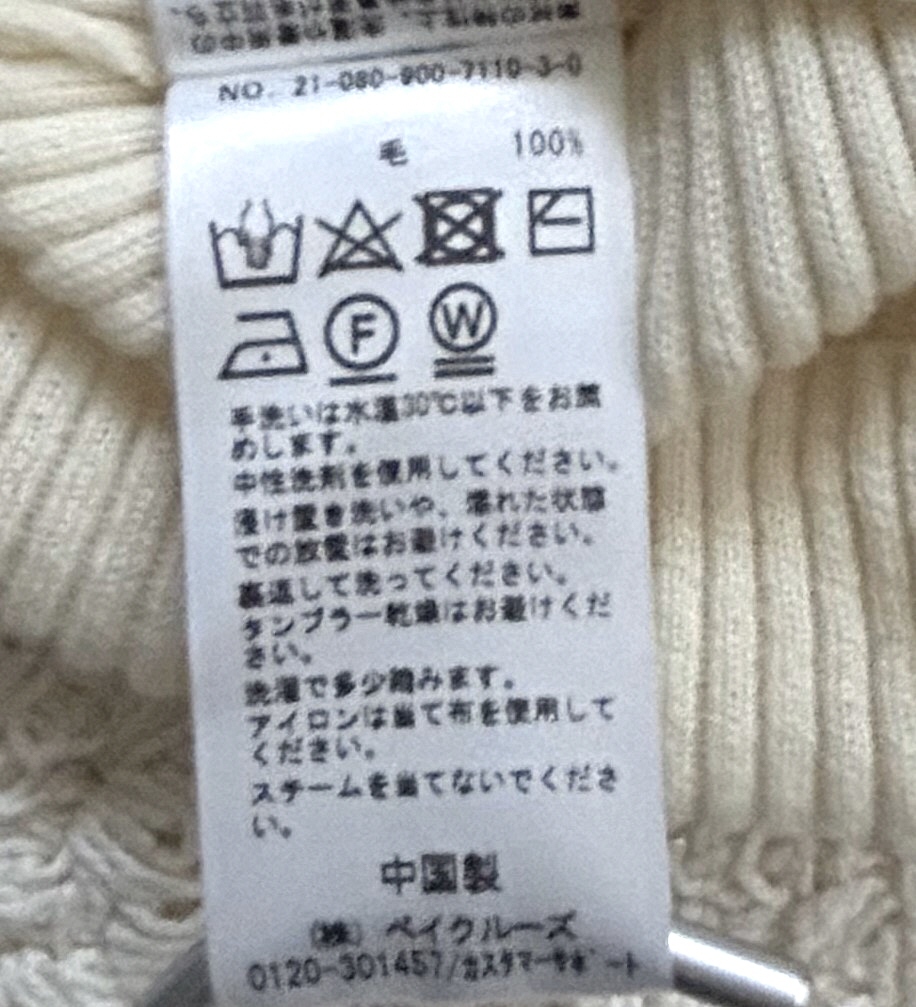 NO. 21-080-900-7110-3-0
毛 100%
F W
手洗いは水温30℃以下をお薦
めします。
中性洗剤を使用してください。
浸け置き洗いや、濡れた状態
での放置はお避けください。
裏返して洗ってください。
タンブラー乾燥はお避けくだ
さい。
洗濯で多少縮みます。
アイロンは当て布を使用して
ください。
スチームを当てないでくださ
い。
中国製
(株) ベイクルーズ
0120-301457/カスタマーサポート